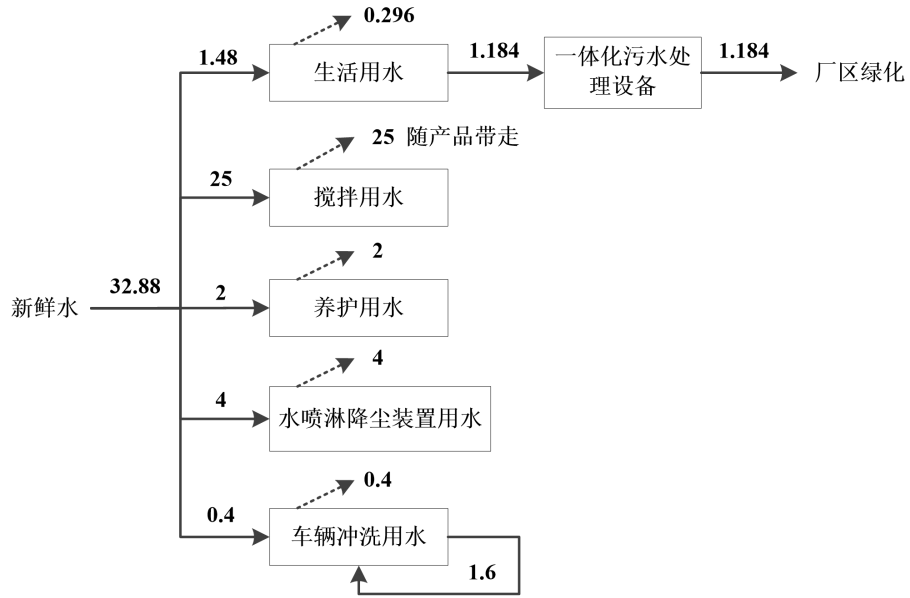 0.296
1.48
生活用水
1.184
一体化污水处
理设备
1.184
厂区绿化
25 随产品带走
25
搅拌用水
2
新鲜水
32.88
2
养护用水
4
4
水喷淋降尘装置用水
0.4
0.4
车辆冲洗用水
1.6